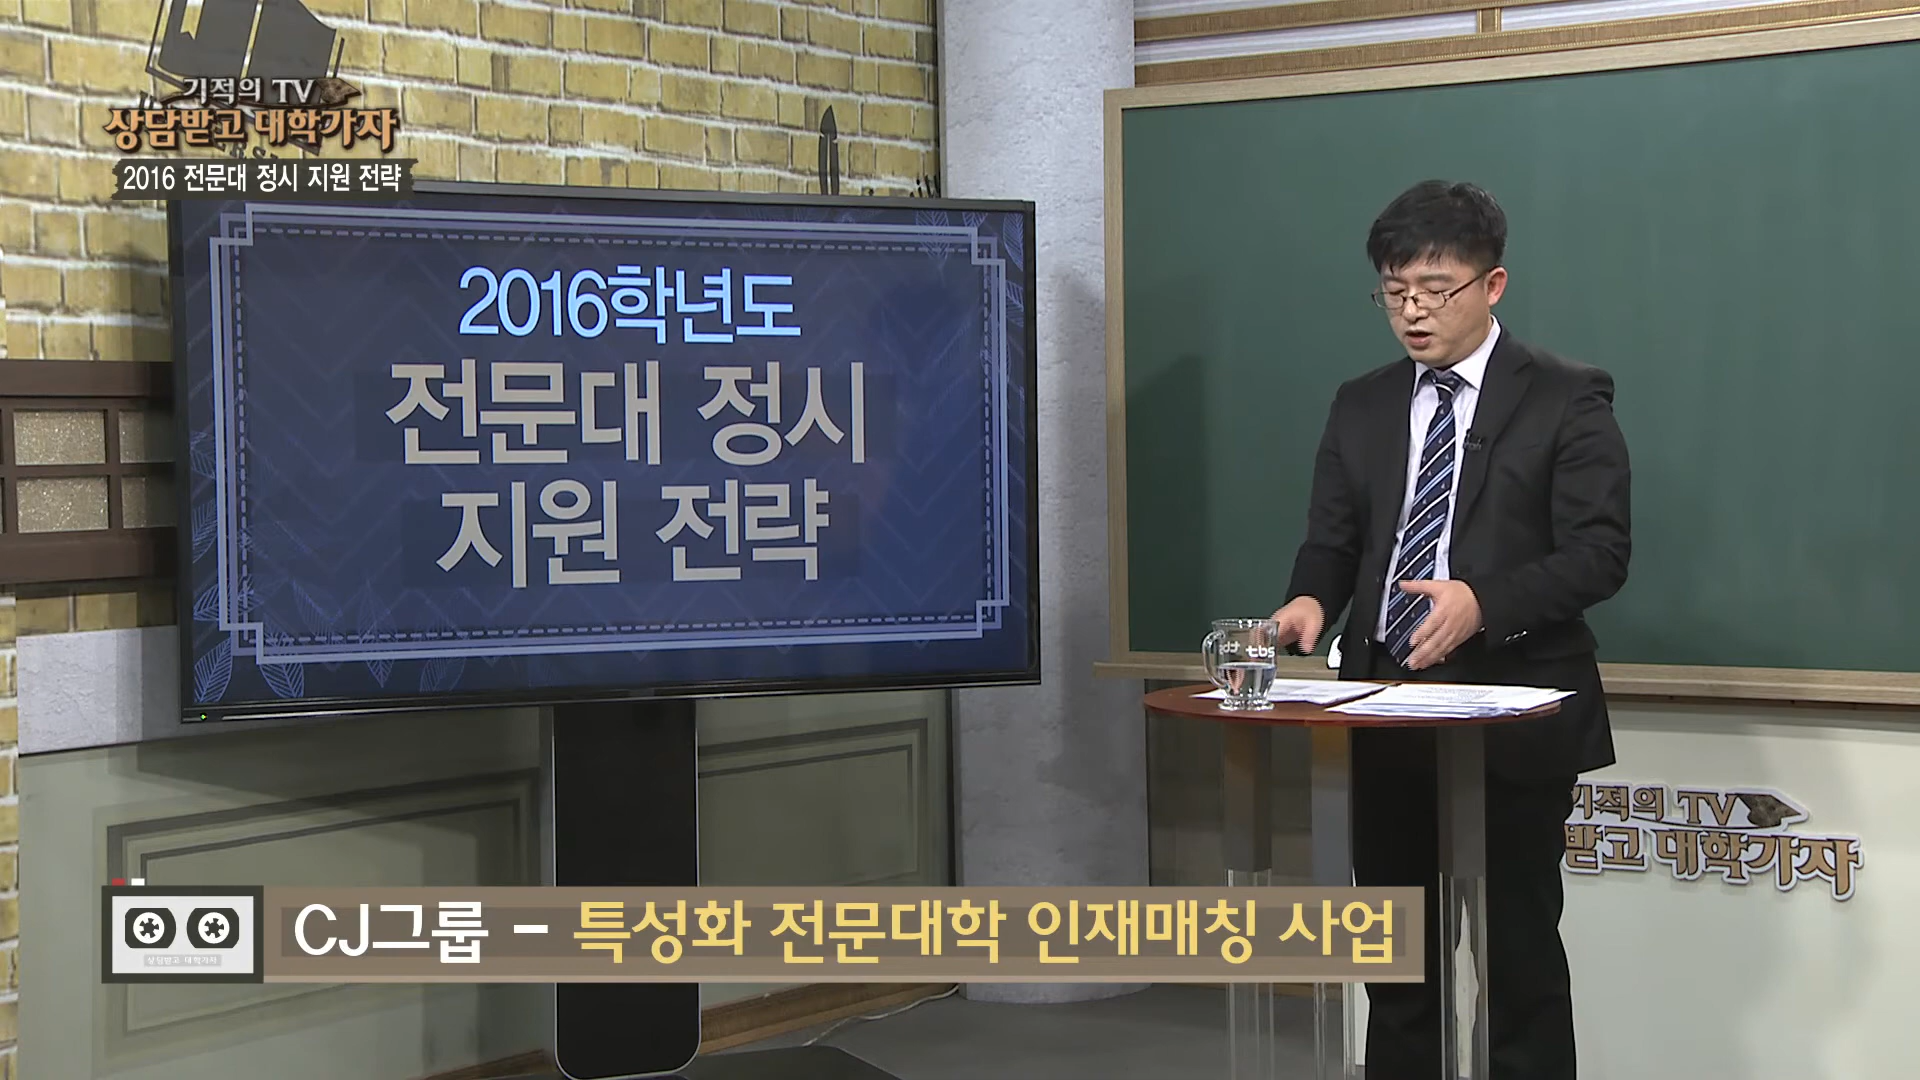 기적의 TV
상담받고 대학가자
2016 전문대 정시 지원 전략
2016학년도
전문대 정시
지원 전략
tbs
기적의 TV
받고 대학가자
상담받고 대학가자
CJ그룹 – 특성화 전문대학 인재매칭 사업